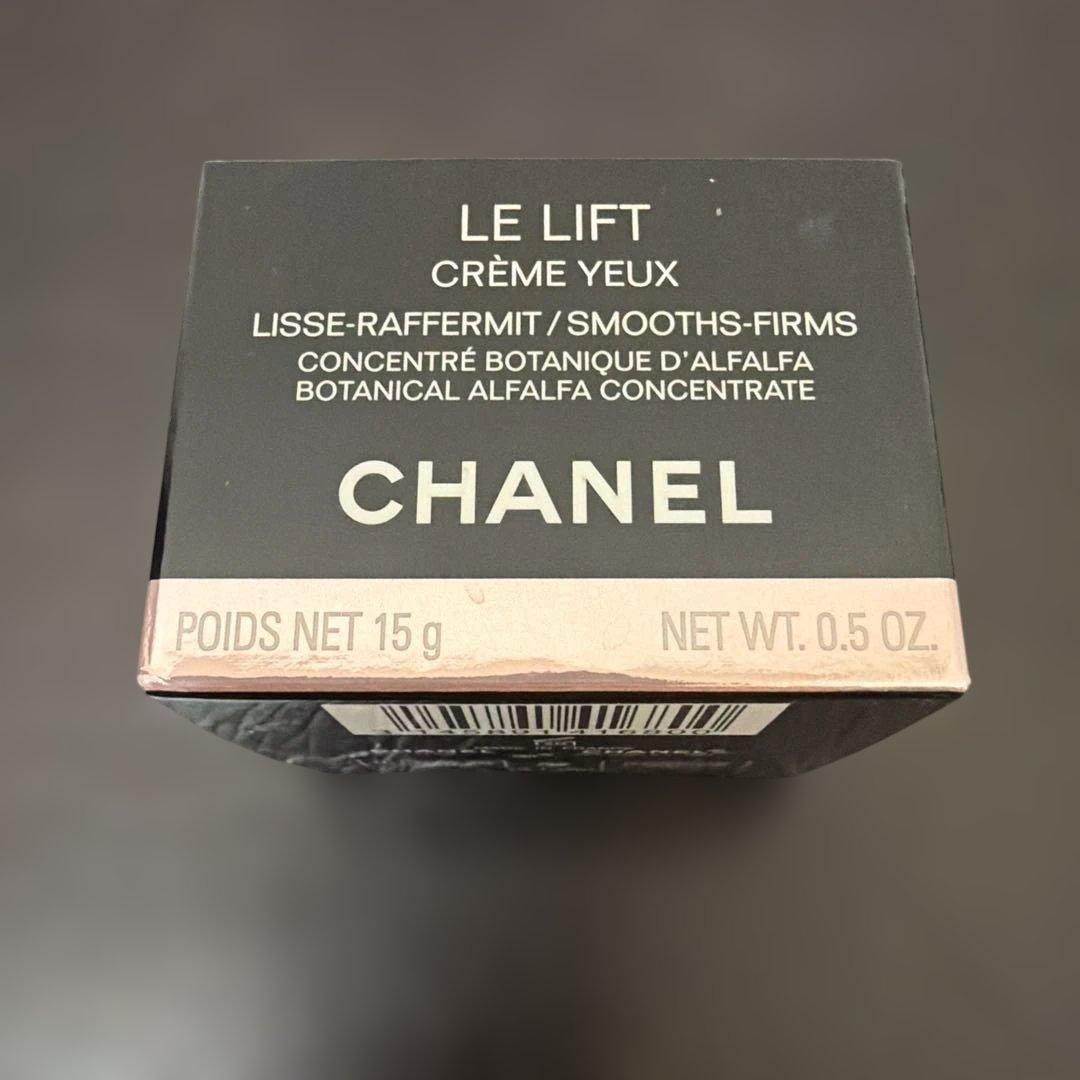 LE LIFT
CRÈME YEUX
LISSE-RAFFERMIT / SMOOTHS-FIRMS
CONCENTRÉ BOTANIQUE D'ALFALFA
BOTANICAL ALFALFA CONCENTRATE
CHANEL
POIDS NET 15 g NET WT. 0.5 OZ.